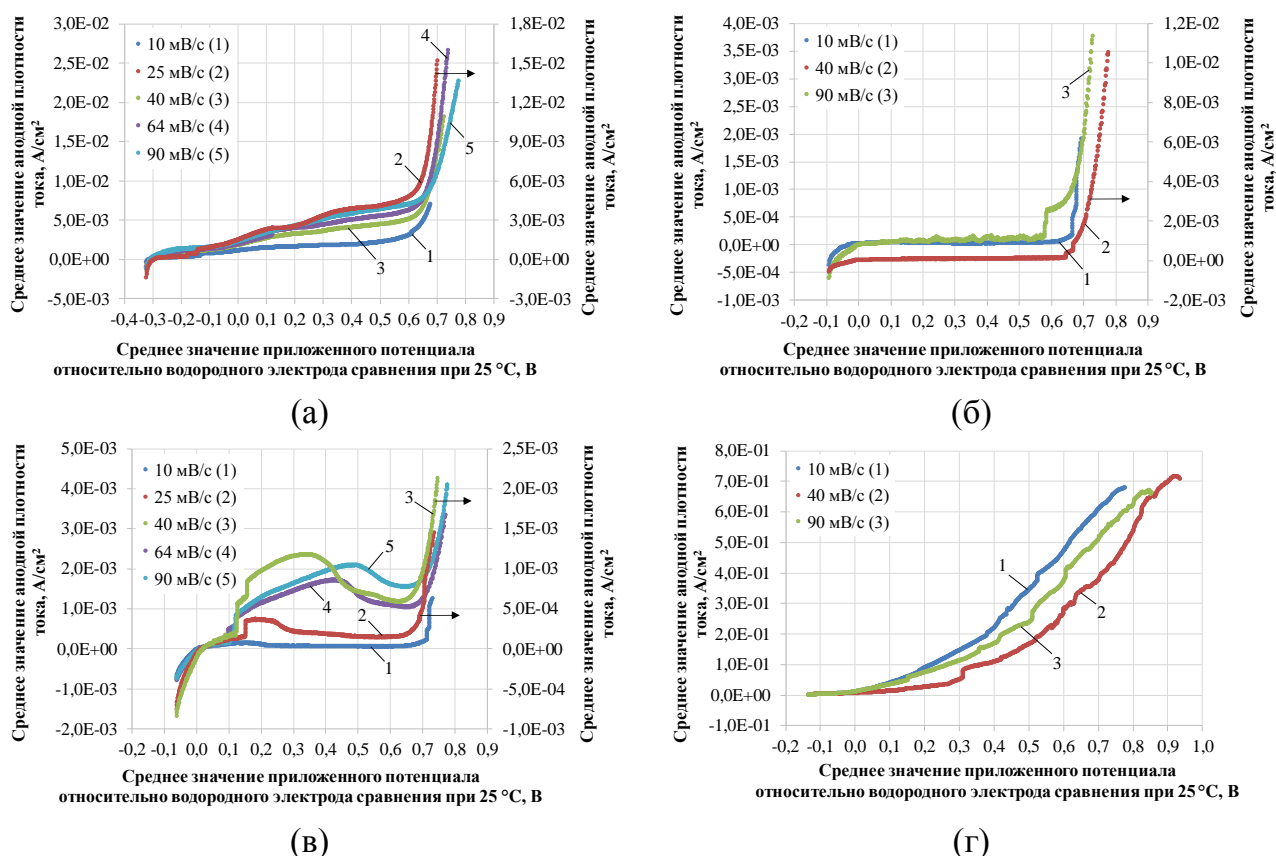 Среднее значение анодной плотности
тока, А/см²
3,0E-02
2,5E-02
2,0E-02
1,5E-02
1,0E-02
5,0E-03
0,0E+00
-5,0E-03
10 мВ/с (1)
25 мВ/с (2)
40 мВ/с (3)
64 мВ/с (4)
90 мВ/с (5)
4
2
5
3
1
1,8E-02
1,5E-02
1,2E-02
9,0E-03
6,0E-03
3,0E-03
0,0E+00
-3,0E-03
Среднее значение анодной плотности
тока, А/см²
-0,4 -0,3 -0,2 -0,1 0,0 0,1 0,2 0,3 0,4 0,5 0,6 0,7 0,8 0,9
Среднее значение приложенного потенциала
относительно водородного электрода сравнения при 25 °С, В
(а)
Среднее значение анодной плотности
тока, А/см²
4,0E-03
3,5E-03
3,0E-03
2,5E-03
2,0E-03
1,5E-03
1,0E-03
5,0E-04
0,0E+00
-5,0E-04
-1,0E-03
10 мВ/с (1)
40 мВ/с (2)
90 мВ/с (3)
3
2
1
1,2E-02
1,0E-02
8,0E-03
6,0E-03
4,0E-03
2,0E-03
0,0E+00
-2,0E-03
Среднее значение анодной плотности
тока, А/см²
-0,2 -0,1 0,0 0,1 0,2 0,3 0,4 0,5 0,6 0,7 0,8 0,9
Среднее значение приложенного потенциала
относительно водородного электрода сравнения при 25 °С, В
(б)
Среднее значение анодной плотности
тока, А/см²
5,0E-03
4,0E-03
3,0E-03
2,0E-03
1,0E-03
0,0E+00
-1,0E-03
-2,0E-03
10 мВ/с (1)
25 мВ/с (2)
40 мВ/с (3)
64 мВ/с (4)
90 мВ/с (5)
3
5
4
2
1
2,5E-03
2,0E-03
1,5E-03
1,0E-03
5,0E-04
0,0E+00
-5,0E-04
-1,0E-03
Среднее значение анодной плотности
тока, А/см²
-0,2 -0,1 0,0 0,1 0,2 0,3 0,4 0,5 0,6 0,7 0,8 0,9
Среднее значение приложенного потенциала
относительно водородного электрода сравнения при 25 °С, В
(в)
Среднее значение анодной плотности
тока, А/см²
8,0E-01
7,0E-01
6,0E-01
5,0E-01
4,0E-01
3,0E-01
2,0E-01
1,0E-01
0,0E+00
-1,0E-01
10 мВ/с (1)
40 мВ/с (2)
90 мВ/с (3)
1
2
3
-0,2 -0,1 0,0 0,1 0,2 0,3 0,4 0,5 0,6 0,7 0,8 0,9 1,0
Среднее значение приложенного потенциала
относительно водородного электрода сравнения при 25 °С, В
(г)